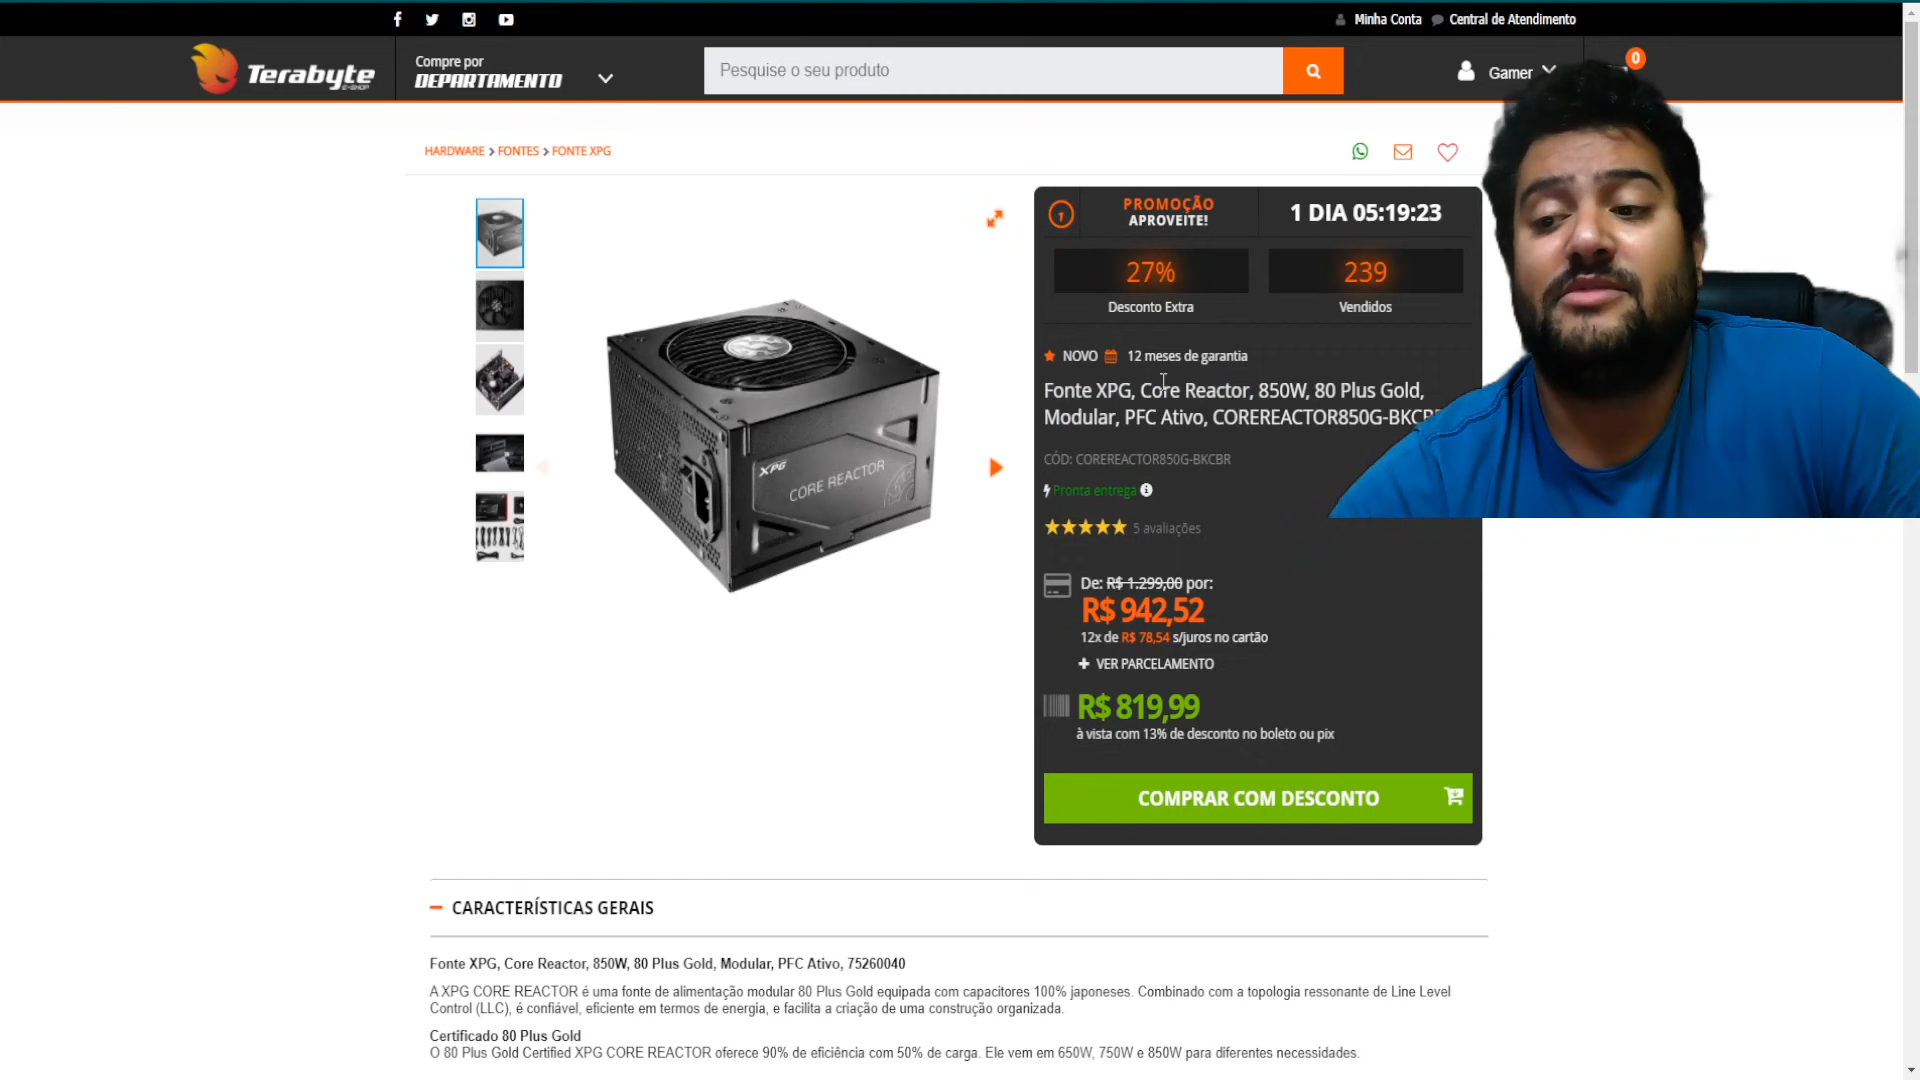 Minha Conta
Central de Atendimento
Terabyte
E-SHOP
Compre por
DEPARTAMENTO
Pesquise o seu produto
Gamer
0
HARDWARE > FONTES > FONTE XPG
PROMOÇÃO
APROVEITE!
1 DIA 05:19:23
27%
Desconto Extra
239
Vendidos
NOVO 12 meses de garantia
Fonte XPG, Core Reactor, 850W, 80 Plus Gold,
Modular, PFC Ativo, COREREACTOR850G-BKCBR
CÓD: COREREACTOR850G-BKCBR
Pronta entrega
5 avaliações
De: R$ 1.299,00 por:
R$ 942,52
12x de R$ 78,54 s/juros no cartão
+ VER PARCELAMENTO
R$ 819,99
à vista com 13% de desconto no boleto ou pix
COMPRAR COM DESCONTO
XPG
CORE REACTOR
CARACTERÍSTICAS GERAIS
Fonte XPG, Core Reactor, 850W, 80 Plus Gold, Modular, PFC Ativo, 75260040
A XPG CORE REACTOR é uma fonte de alimentação modular 80 Plus Gold equipada com capacitores 100% japoneses. Combinado com a topologia ressonante de Line Level
Control (LLC), é confiável, eficiente em termos de energia, e facilita a criação de uma construção organizada.
Certificado 80 Plus Gold
O 80 Plus Gold Certified XPG CORE REACTOR oferece 90% de eficiência com 50% de carga. Ele vem em 650W, 750W e 850W para diferentes necessidades.